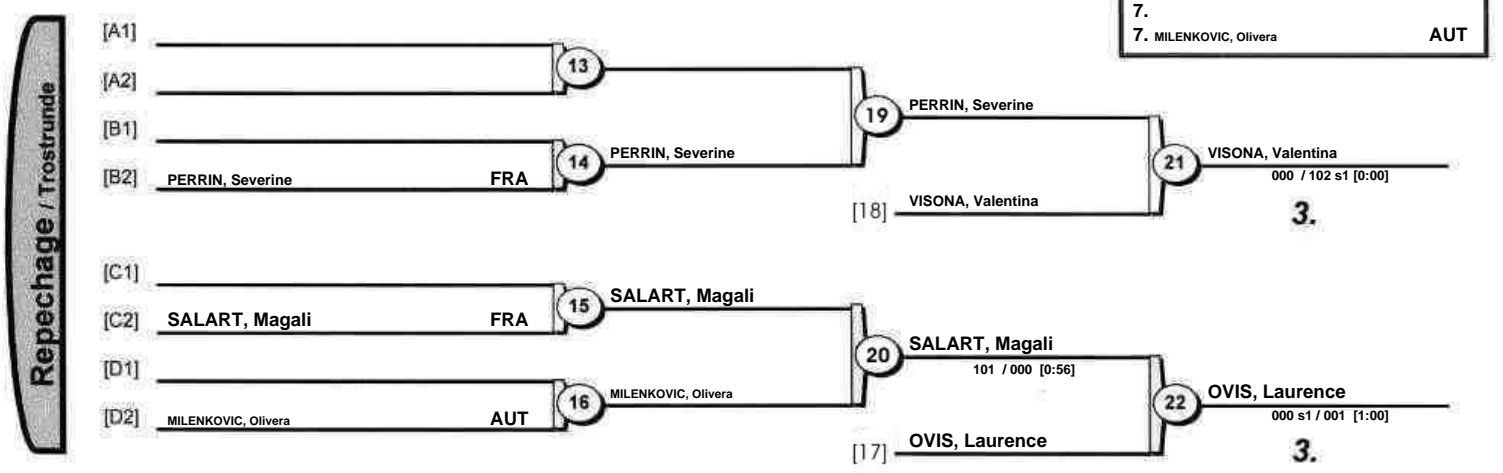 7.
7. MILENKOVIC, Olivera AUT
Repechage / Trostrunde
[A1]
[A2]
13
[B1]
[B2] PERRIN, Severine FRA
14 PERRIN, Severine
19 PERRIN, Severine
[18] VISONA, Valentina
21 VISONA, Valentina
000 / 102 s1 [0:00]
3.
[C1]
[C2] SALART, Magali FRA
15 SALART, Magali
[D1]
[D2] MILENKOVIC, Olivera AUT
16 MILENKOVIC, Olivera
20 SALART, Magali
101 / 000 [0:56]
[17] OVIS, Laurence
22 OVIS, Laurence
000 s1 / 001 [1:00]
3.